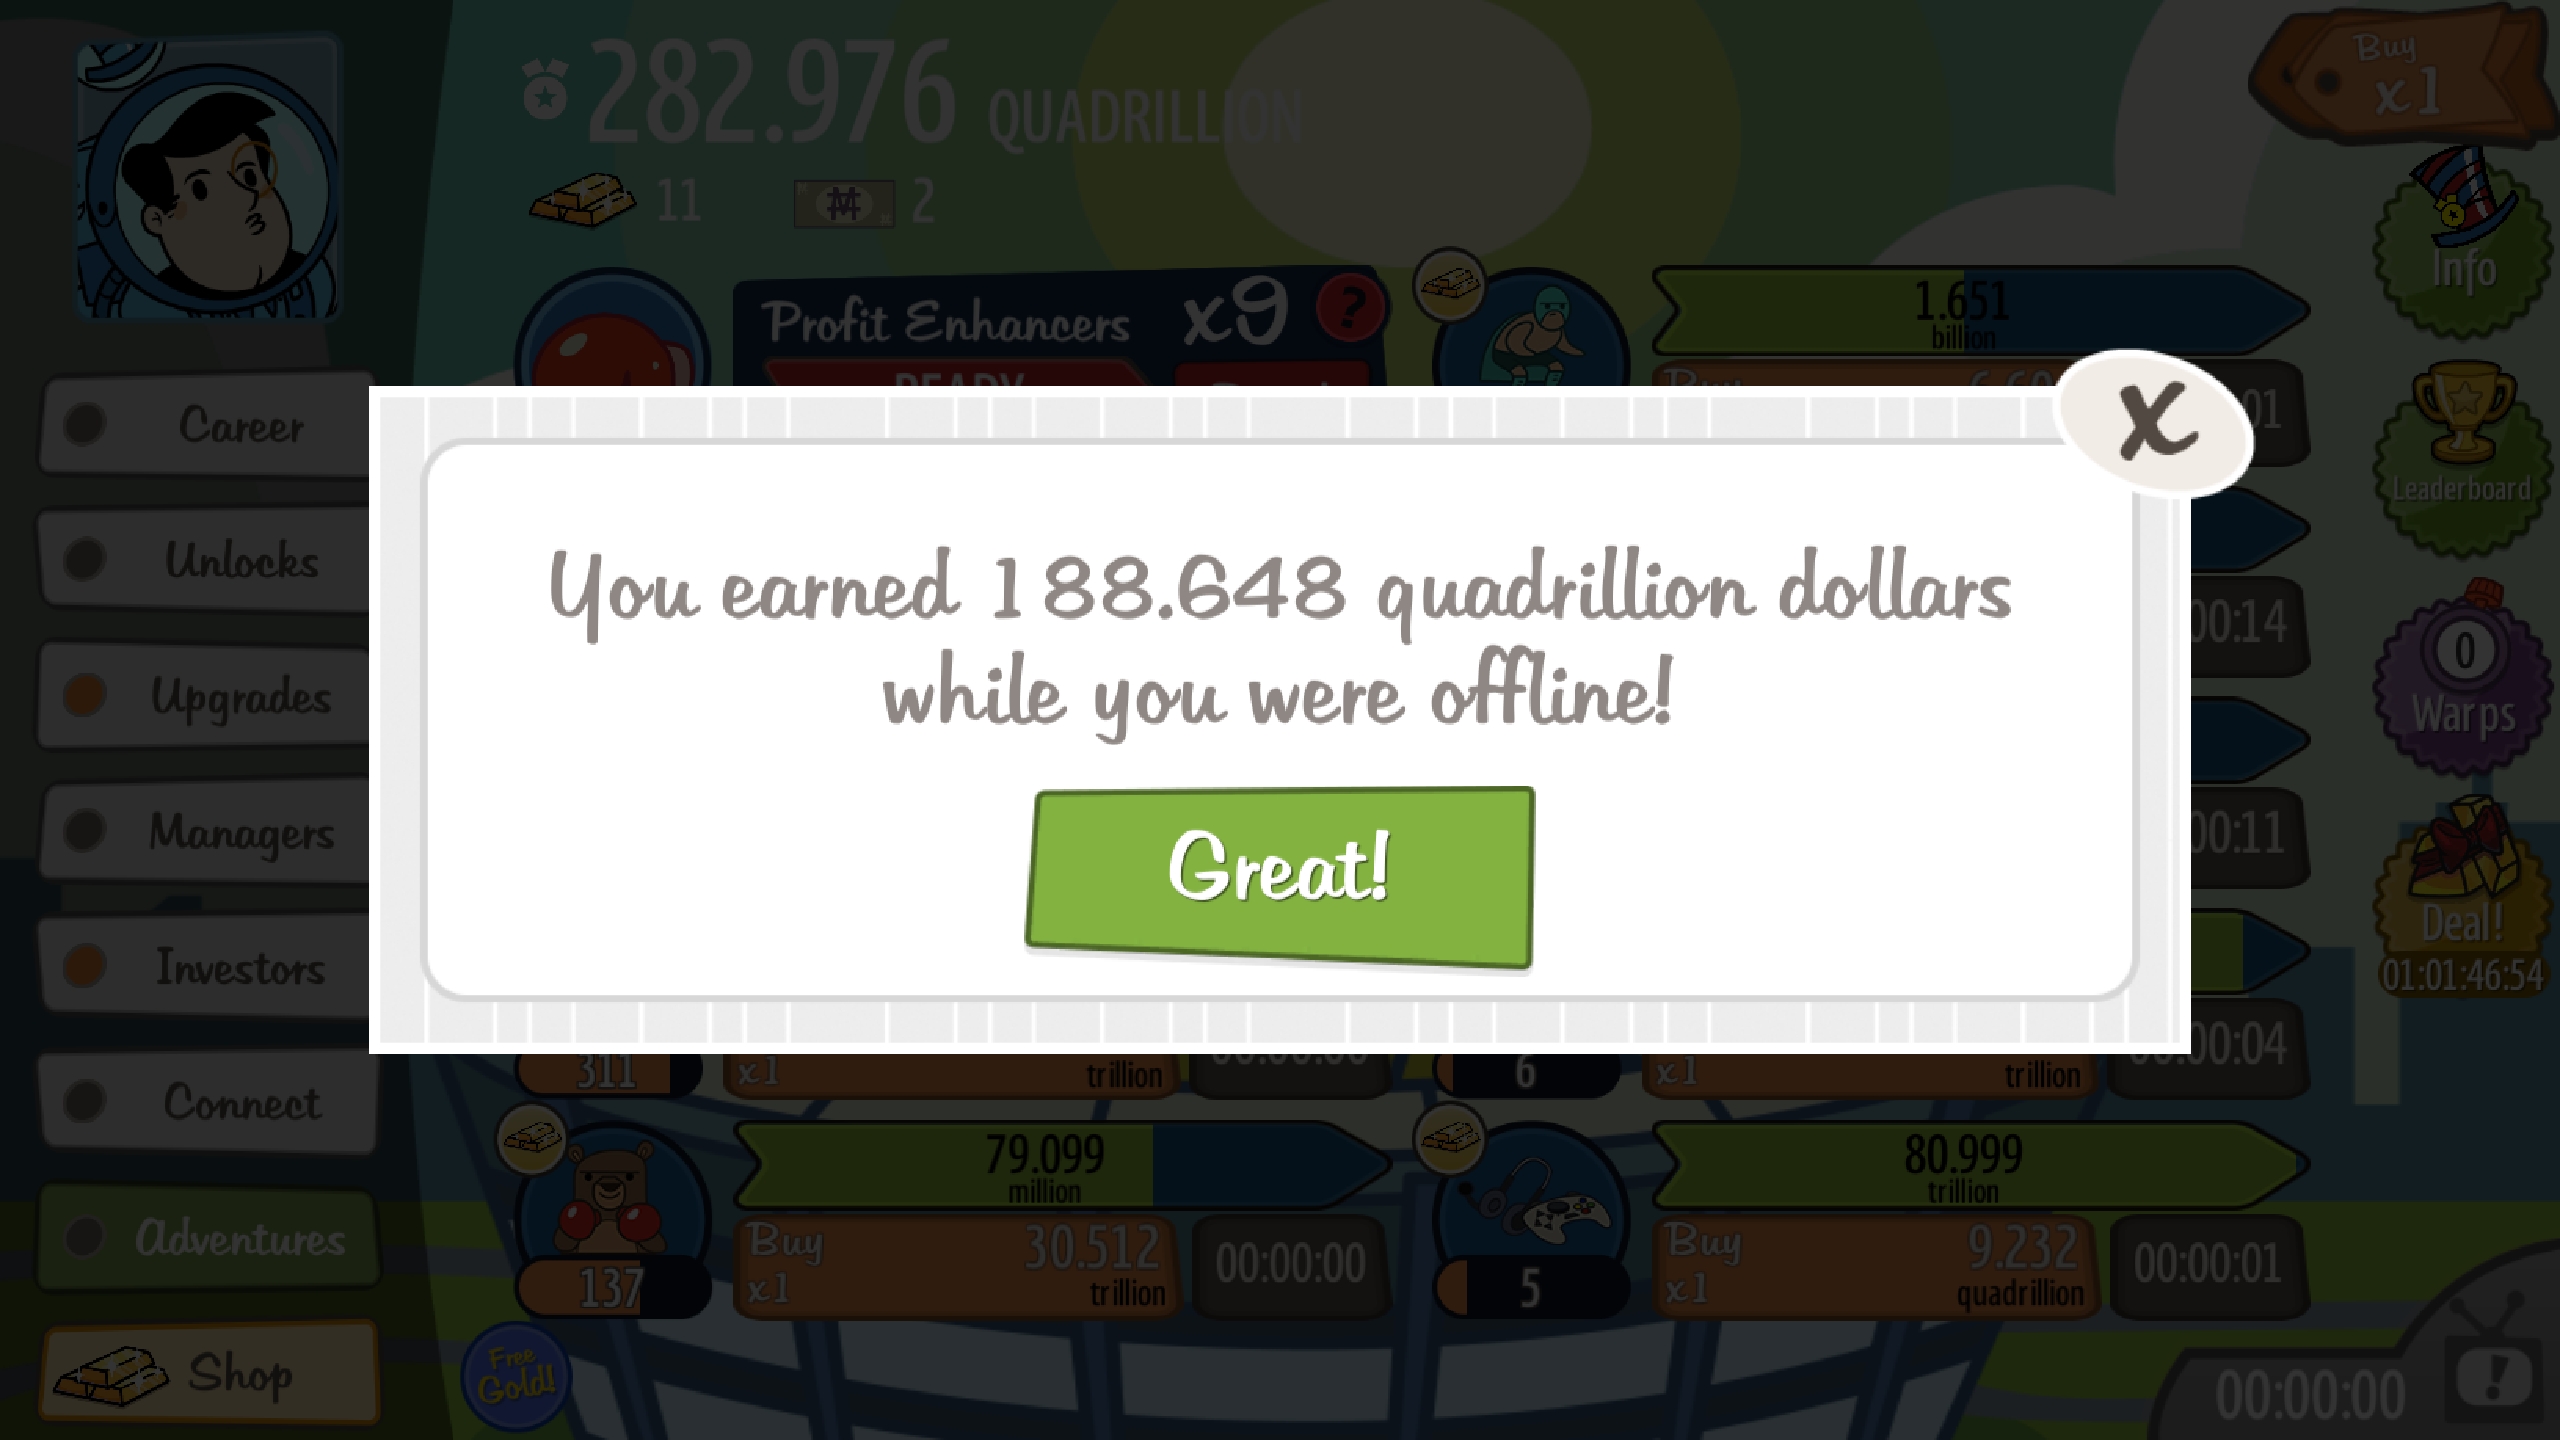 282.976 QUADRILLION
11
2
Buy
x1
Profit Enhancers x9 ?
1.651
billion
Info
Leaderboard
0
Warps
Deal!
01:01:46:54
Career
Unlocks
Upgrades
Managers
Investors
Connect
Adventures
Shop
Free
Gold!
x
You earned 188.648 quadrillion dollars
while you were offline!
Great!
00:14
00:11
00:04
311
x1
trillion
6
x1
trillion
79.099
million
Buy
x1
30.512
trillion
00:00:00
137
80.999
trillion
Buy
x1
9.232
quadrillion
00:00:01
5
00:00:00
!